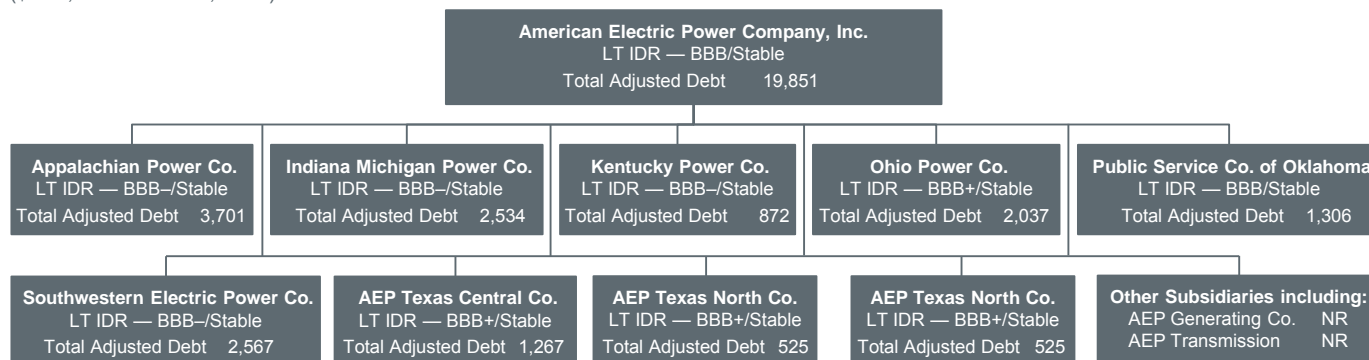 American Electric Power Company, Inc.
LT IDR — BBB/Stable
Total Adjusted Debt 19,851
Appalachian Power Co.
LT IDR — BBB–/Stable
Total Adjusted Debt 3,701
Indiana Michigan Power Co.
LT IDR — BBB–/Stable
Total Adjusted Debt 2,534
Kentucky Power Co.
LT IDR — BBB–/Stable
Total Adjusted Debt 872
Ohio Power Co.
LT IDR — BBB+/Stable
Total Adjusted Debt 2,037
Public Service Co. of Oklahoma
LT IDR — BBB/Stable
Total Adjusted Debt 1,306
Southwestern Electric Power Co.
LT IDR — BBB–/Stable
Total Adjusted Debt 2,567
AEP Texas Central Co.
LT IDR — BBB+/Stable
Total Adjusted Debt 1,267
AEP Texas North Co.
LT IDR — BBB+/Stable
Total Adjusted Debt 525
AEP Texas North Co.
LT IDR — BBB+/Stable
Total Adjusted Debt 525
Other Subsidiaries including:
AEP Generating Co. NR
AEP Transmission NR